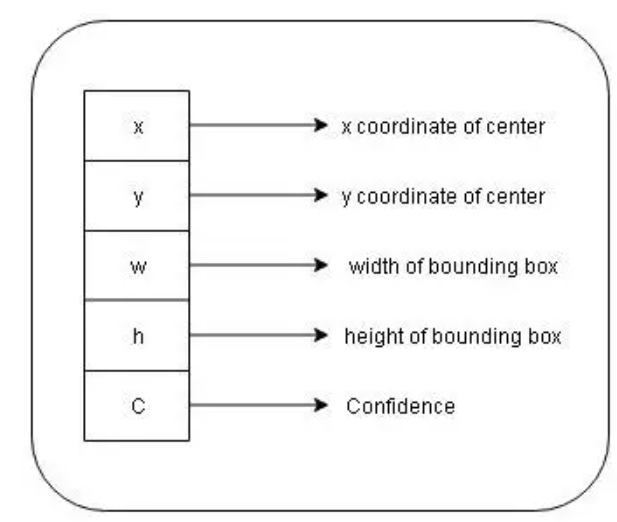 x x coordinate of center
y y coordinate of center
w width of bounding box
h height of bounding box
C Confidence